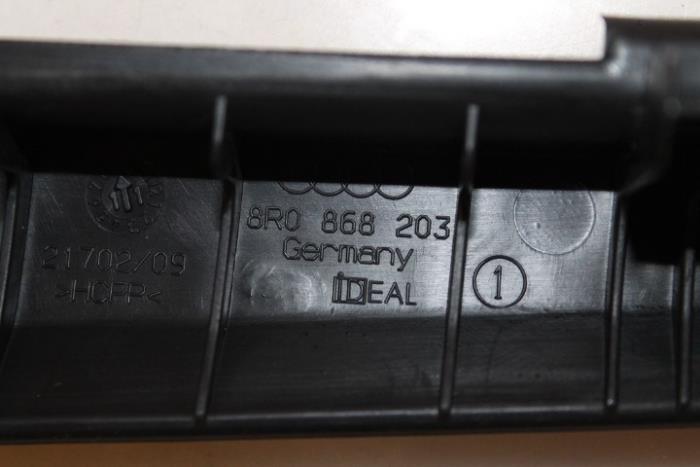 8R0 868 203
Germany
IDEAL
1
21702/09
>HCPP<